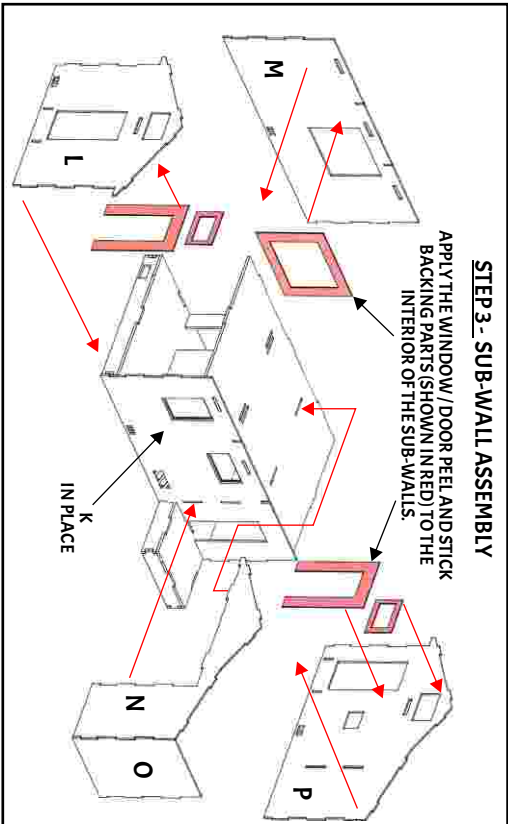 STEP 3 - SUB-WALL ASSEMBLY
APPLY THE WINDOW / DOOR PEEL AND STICK
BACKING PARTS (SHOWN IN RED) TO THE
INTERIOR OF THE SUB-WALLS.
M
L
K
IN PLACE
N
O
P